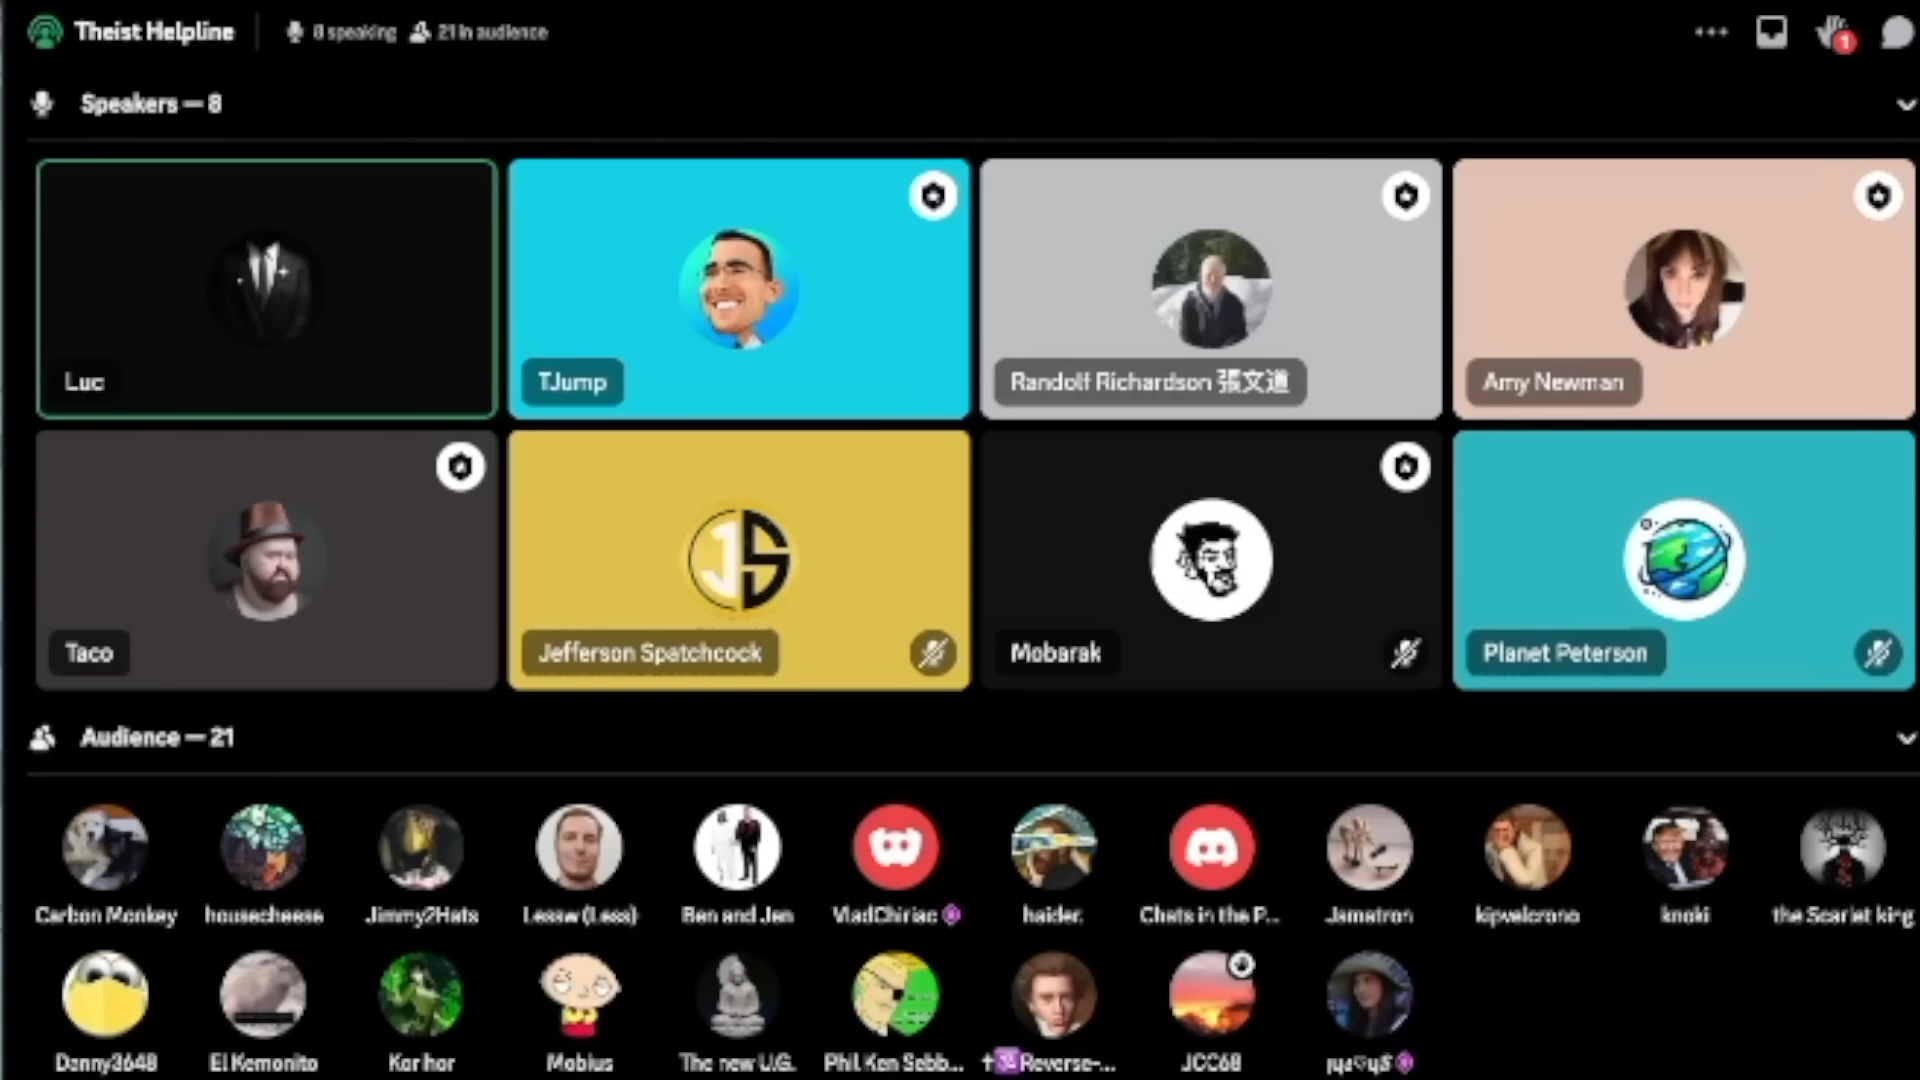 Theist Helpline 8 speaking 21 in audience
1
Speakers — 8
Luc
TJump
Randolf Richardson 張文道
Amy Newman
JS
Taco
Jefferson Spatchcock
Mobarak
Planet Peterson
Audience — 21
Carbon Monkey housecheese Jimmy2Hats Lessw (Less) Ben and Jen VladChiriac haider. Chats in the P... Jamatron kipvelcrono knoki the Scarlet king
Danny3648 El Kemonito Kor hor Mobius The new U.G. Phil Ken Sebb... Reverse-... JCC68